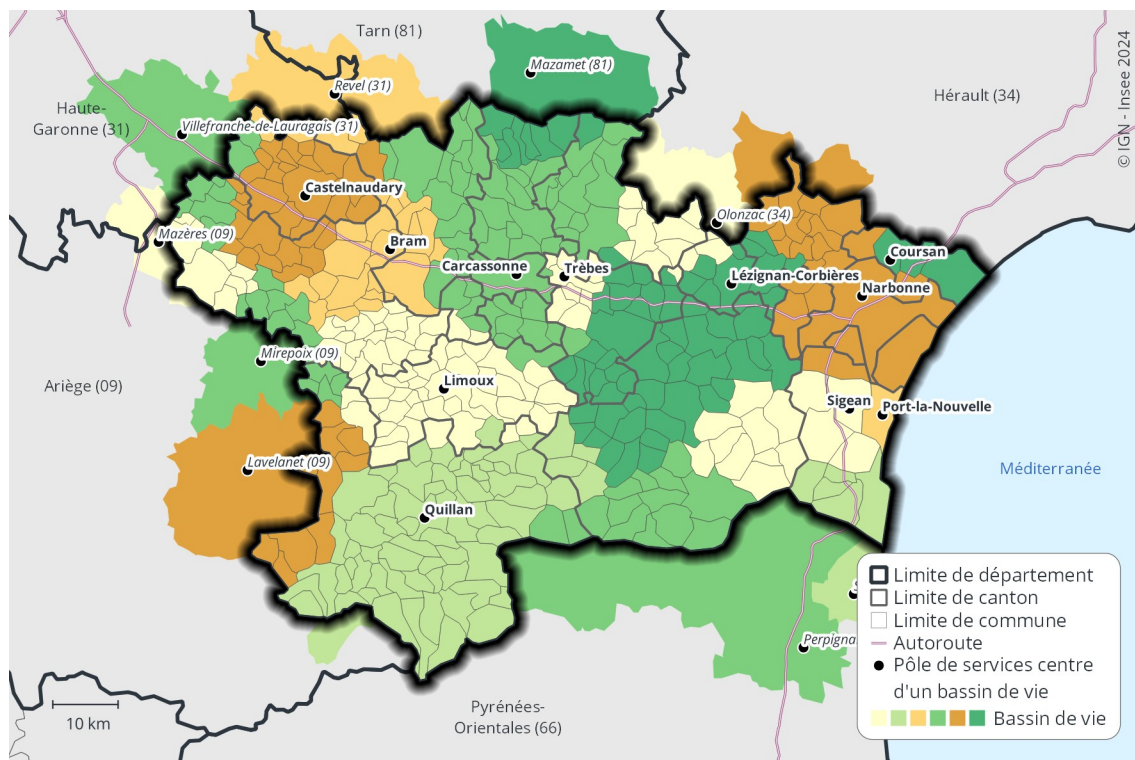 Tarn (81)
Mazamet (81)
Revel (31)
Hérault (34)
Haute-
Garonne (31)
Villefranche-de-Lauragais (31)
© IGN - Insee 2024
Castelnaudary
Olonzac (34)
Mazères (09)
Bram
Coursan
Carcassonne
Trèbes
Lézignan-Corbières
Narbonne
Mirepoix (09)
Ariège (09)
Limoux
Sigean
Port-la-Nouvelle
Lavelanet (09)
Méditerranée
Quillan
Limite de département
Limite de canton
Limite de commune
Autoroute
Pôle de services centre
d'un bassin de vie
Bassin de vie
10 km
Pyrénées-
Orientales (66)